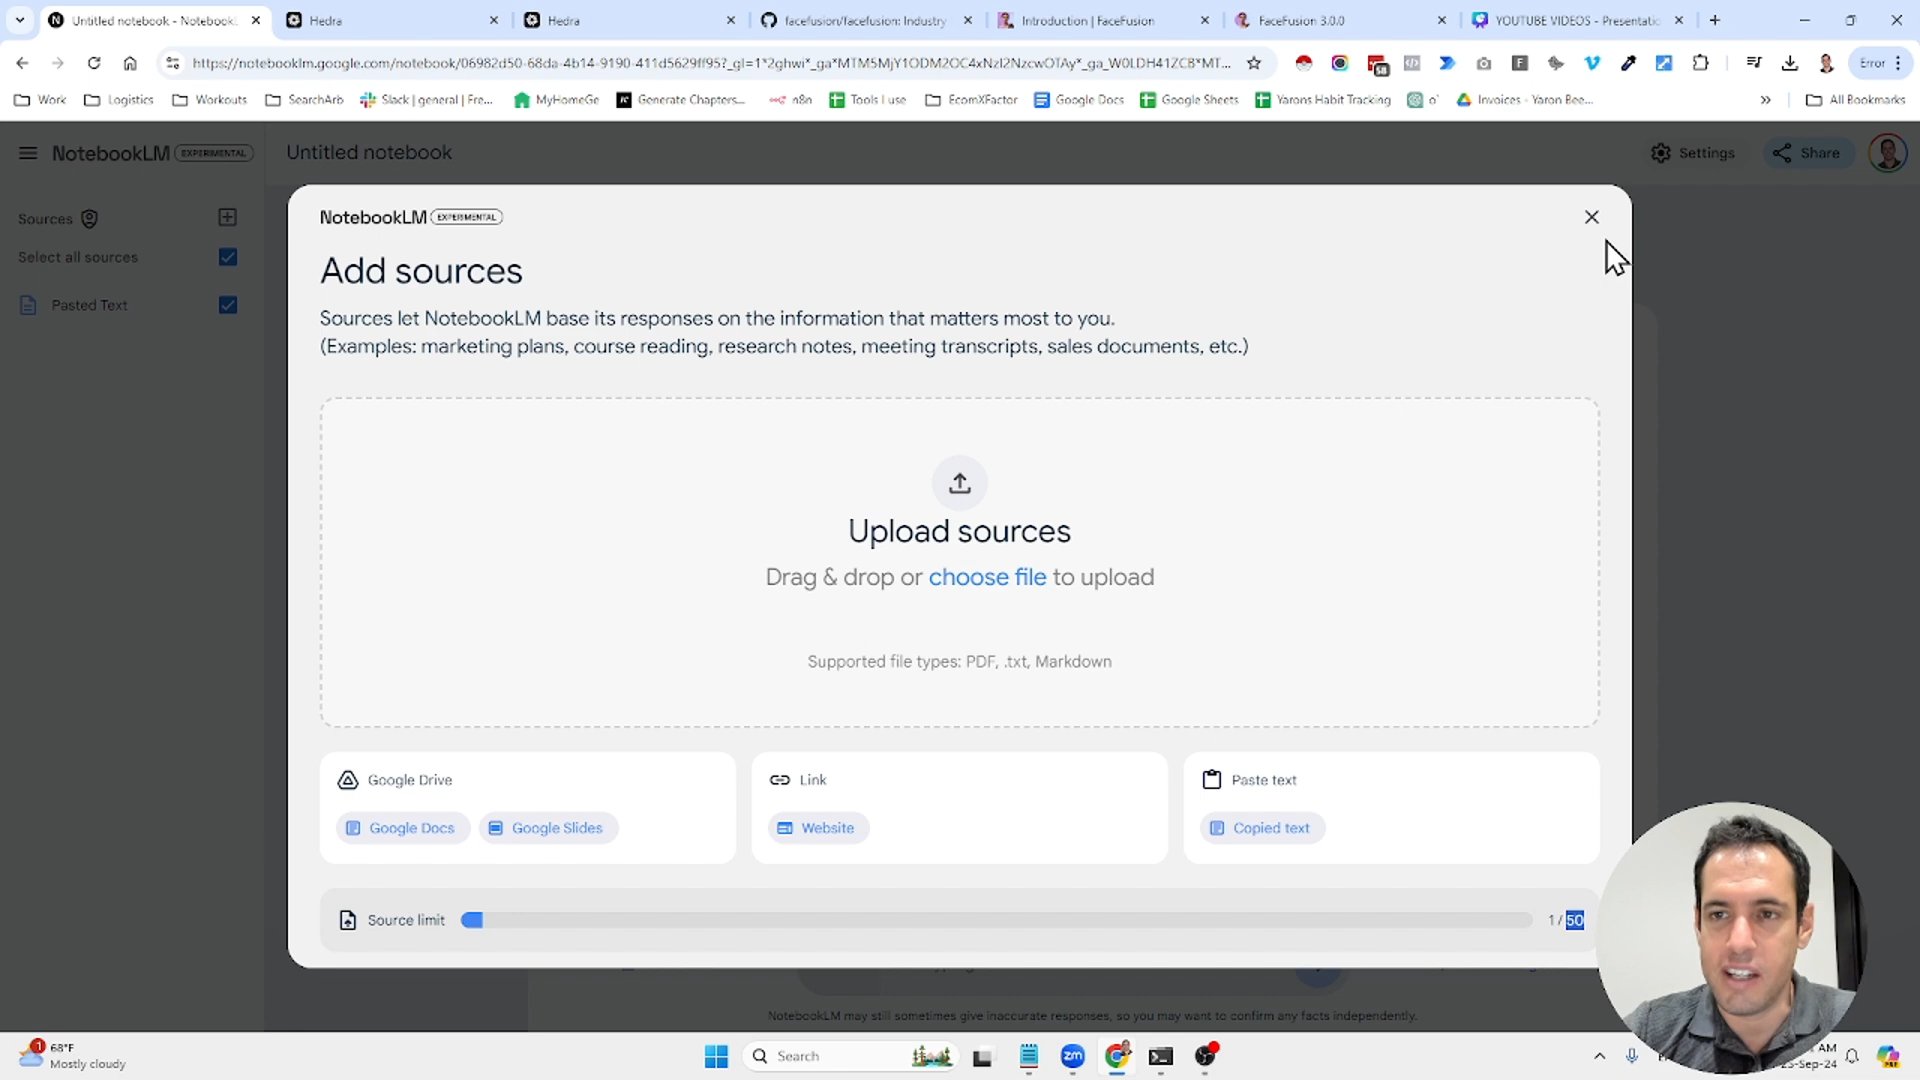 Untitled notebook - Notebook
Hedra
Hedra
facefusion/facefusion: Industry
Introduction | FaceFusion
FaceFusion 3.0.0
YOUTUBE VIDEOS - Presentatio
Error
Work
Logistics
Workouts
SearchArb
Slack | general | Fre...
MyHomeGe
Generate Chapters...
n8n
Tools I use
EcomXFactor
Google Docs
Google Sheets
Yarons Habit Tracking
Invoices - Yaron Bee...
All Bookmarks
NotebookLM EXPERIMENTAL
Untitled notebook
Settings
Share
Sources
Select all sources
Pasted Text
NotebookLM EXPERIMENTAL
Add sources
Sources let NotebookLM base its responses on the information that matters most to you.
(Examples: marketing plans, course reading, research notes, meeting transcripts, sales documents, etc.)
Upload sources
Drag & drop or choose file to upload
Supported file types: PDF, .txt, Markdown
Google Drive
Google Docs
Google Slides
Link
Website
Paste text
Copied text
Source limit
1 / 50
NotebookLM may still sometimes give inaccurate responses, so you may want to confirm any facts independently.
1
68°F
Mostly cloudy
Search
zm
AM
-Sep-24